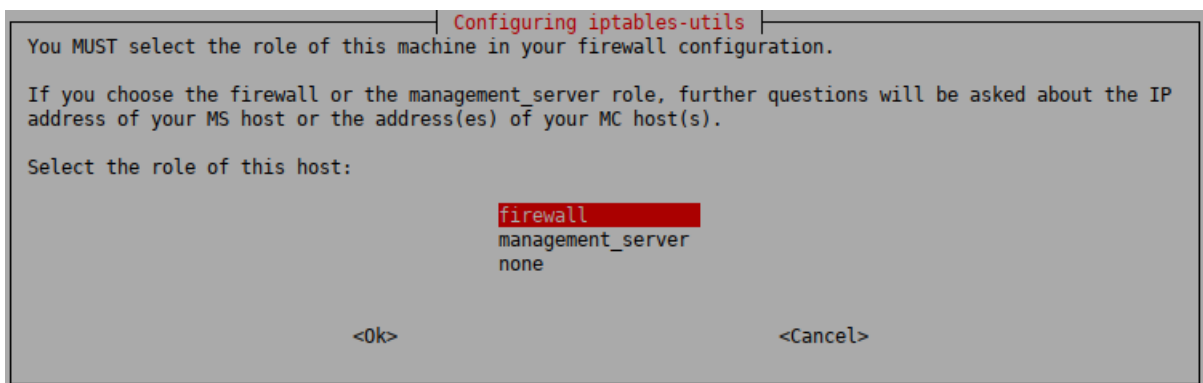 Configuring iptables-utils
You MUST select the role of this machine in your firewall configuration.
If you choose the firewall or the management_server role, further questions will be asked about the IP
address of your MS host or the address(es) of your MC host(s).
Select the role of this host:
firewall
management_server
none
<Ok> <Cancel>